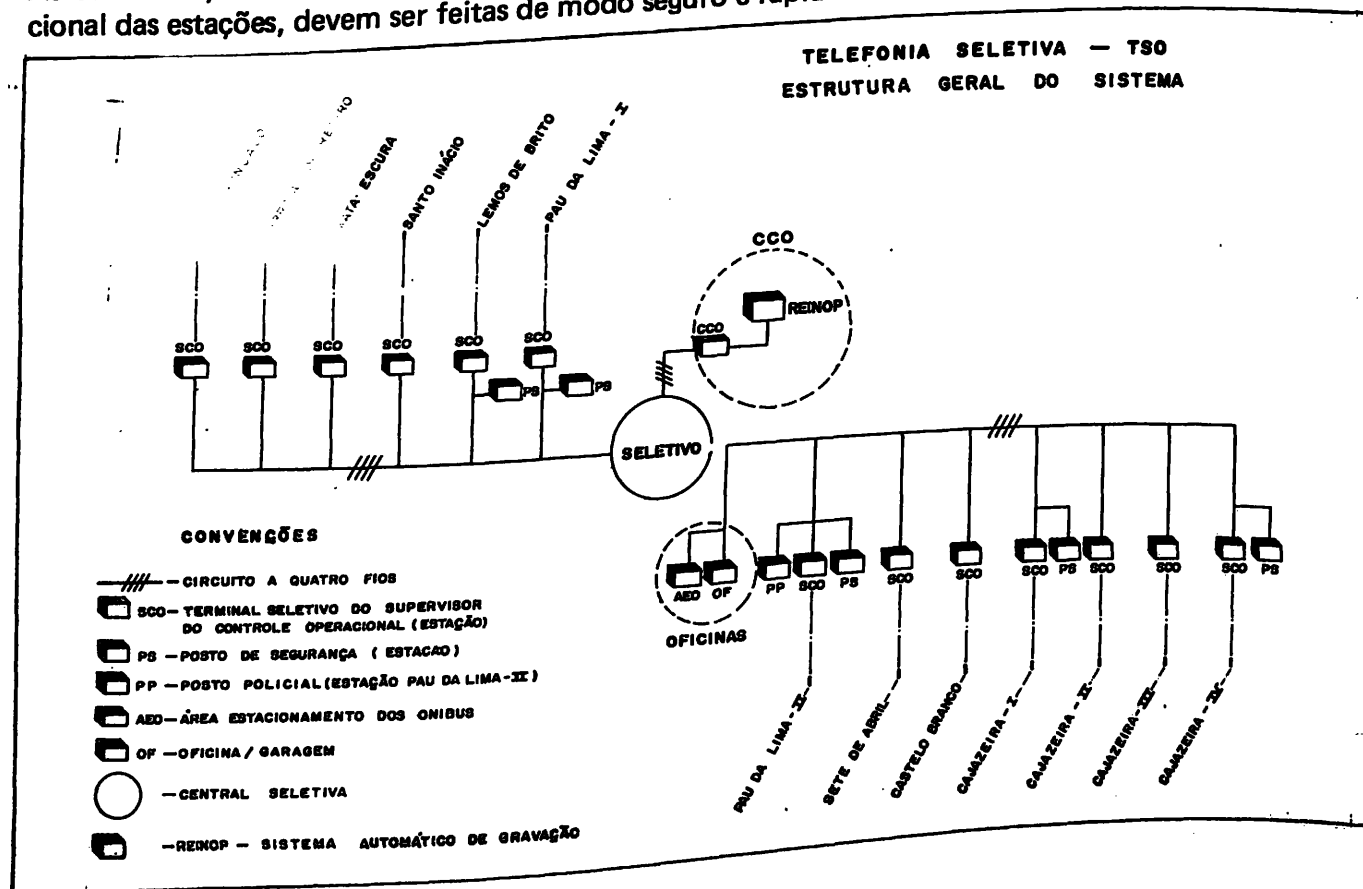 cional das estações, devem ser feitas de modo seguro e
TELEFONIA SELETIVA — TSO
ESTRUTURA GERAL DO SISTEMA
ESCURA
SANTO INÁCIO
LEMOS DE BRITO
PAU DA LIMA - I
CCO
REINOP
CCO
SCO
SCO
SCO
SCO
SCO
SCO
PS
PS
SELETIVO
CONVENÇÕES
— CIRCUITO A QUATRO FIOS
SCO — TERMINAL SELETIVO DO SUPERVISOR
DO CONTROLE OPERACIONAL (ESTAÇÃO)
PS — POSTO DE SEGURANÇA ( ESTACÃO )
PP — POSTO POLICIAL (ESTAÇÃO PAU DA LIMA - II )
AEO — ÁREA ESTACIONAMENTO DOS ONIBUS
OF — OFICINA / GARAGEM
— CENTRAL SELETIVA
— REINOP — SISTEMA AUTOMÁTICO DE GRAVAÇÃO
AEO
OF
PP
SCO
PS
SCO
SCO
SCO
PS
SCO
SCO
SCO
PS
OFICINAS
PAU DA LIMA - II
SETE DE ABRIL
CASTELO BRANCO
CAJAZEIRA - I
CAJAZEIRA - II
CAJAZEIRA - III
CAJAZEIRA - IV